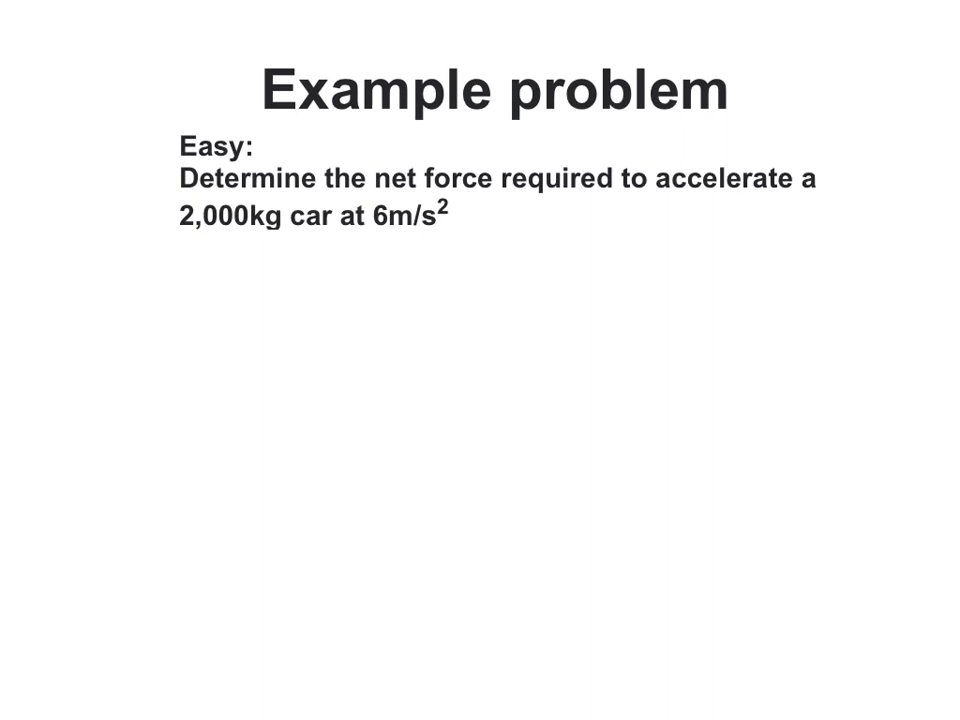 Example problem
Easy:
Determine the net force required to accelerate a
2,000kg car at 6m/s²